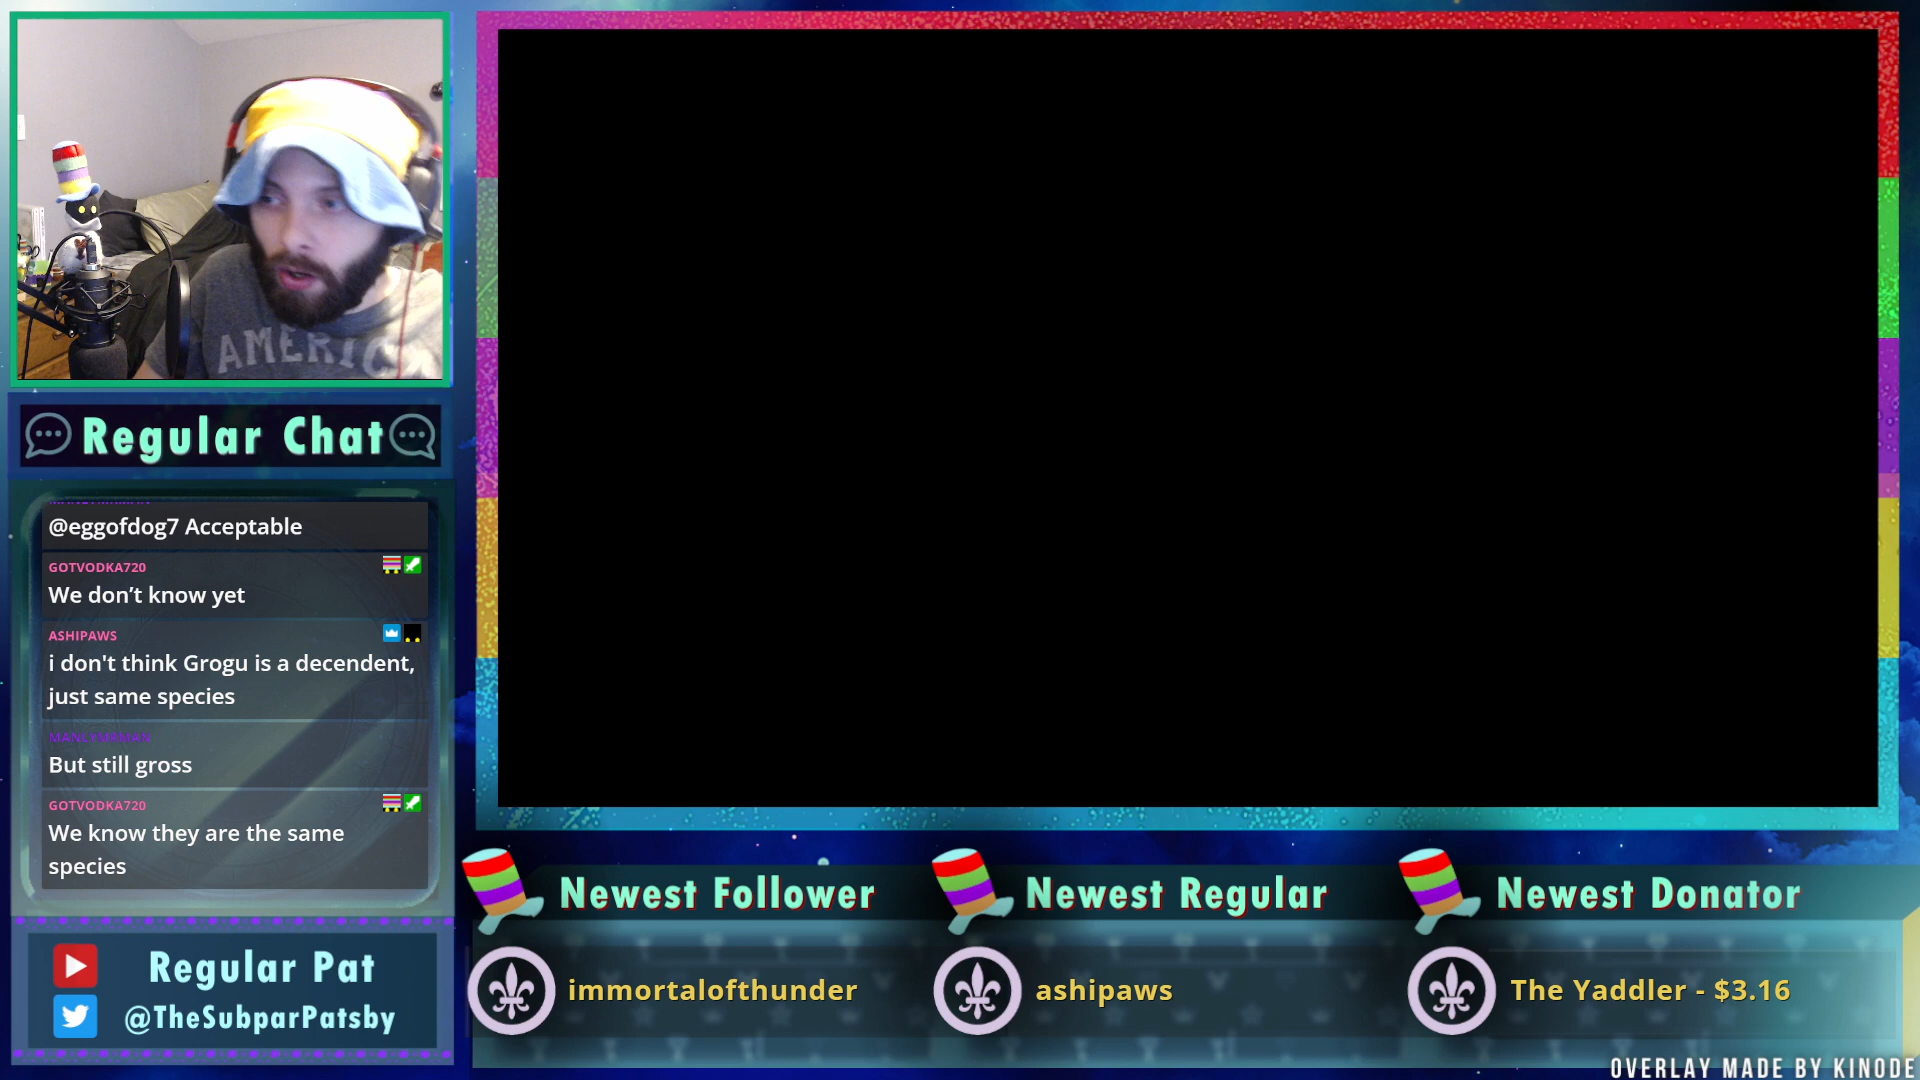 AMERICA
Regular Chat
@eggofdog7 Acceptable
GOTVODKA720
We don't know yet
ASHIPAWS
i don't think Grogu is a decendent,
just same species
MANLYMRMAN
But still gross
GOTVODKA720
We know they are the same
species
Regular Pat
@TheSubparPatsby
Newest Follower
immortalofthunder
Newest Regular
ashipaws
Newest Donator
The Yaddler - $3.16
OVERLAY MADE BY KINODE